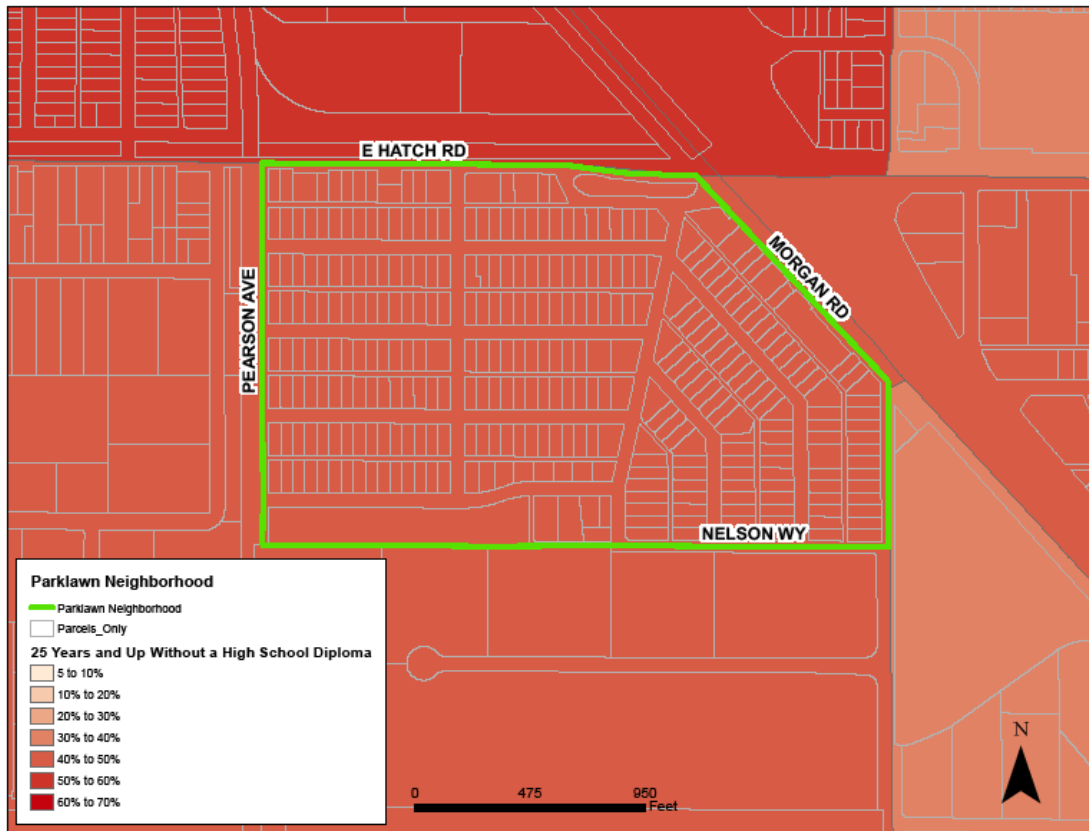 E HATCH RD
MORGAN RD
PEARSON AVE
NELSON WY
Parklawn Neighborhood
Parklawn Neighborhood
Parcels_Only
25 Years and Up Without a High School Diploma
5 to 10%
10% to 20%
20% to 30%
30% to 40%
40% to 50%
50% to 60%
60% to 70%
0 475 950
Feet
N